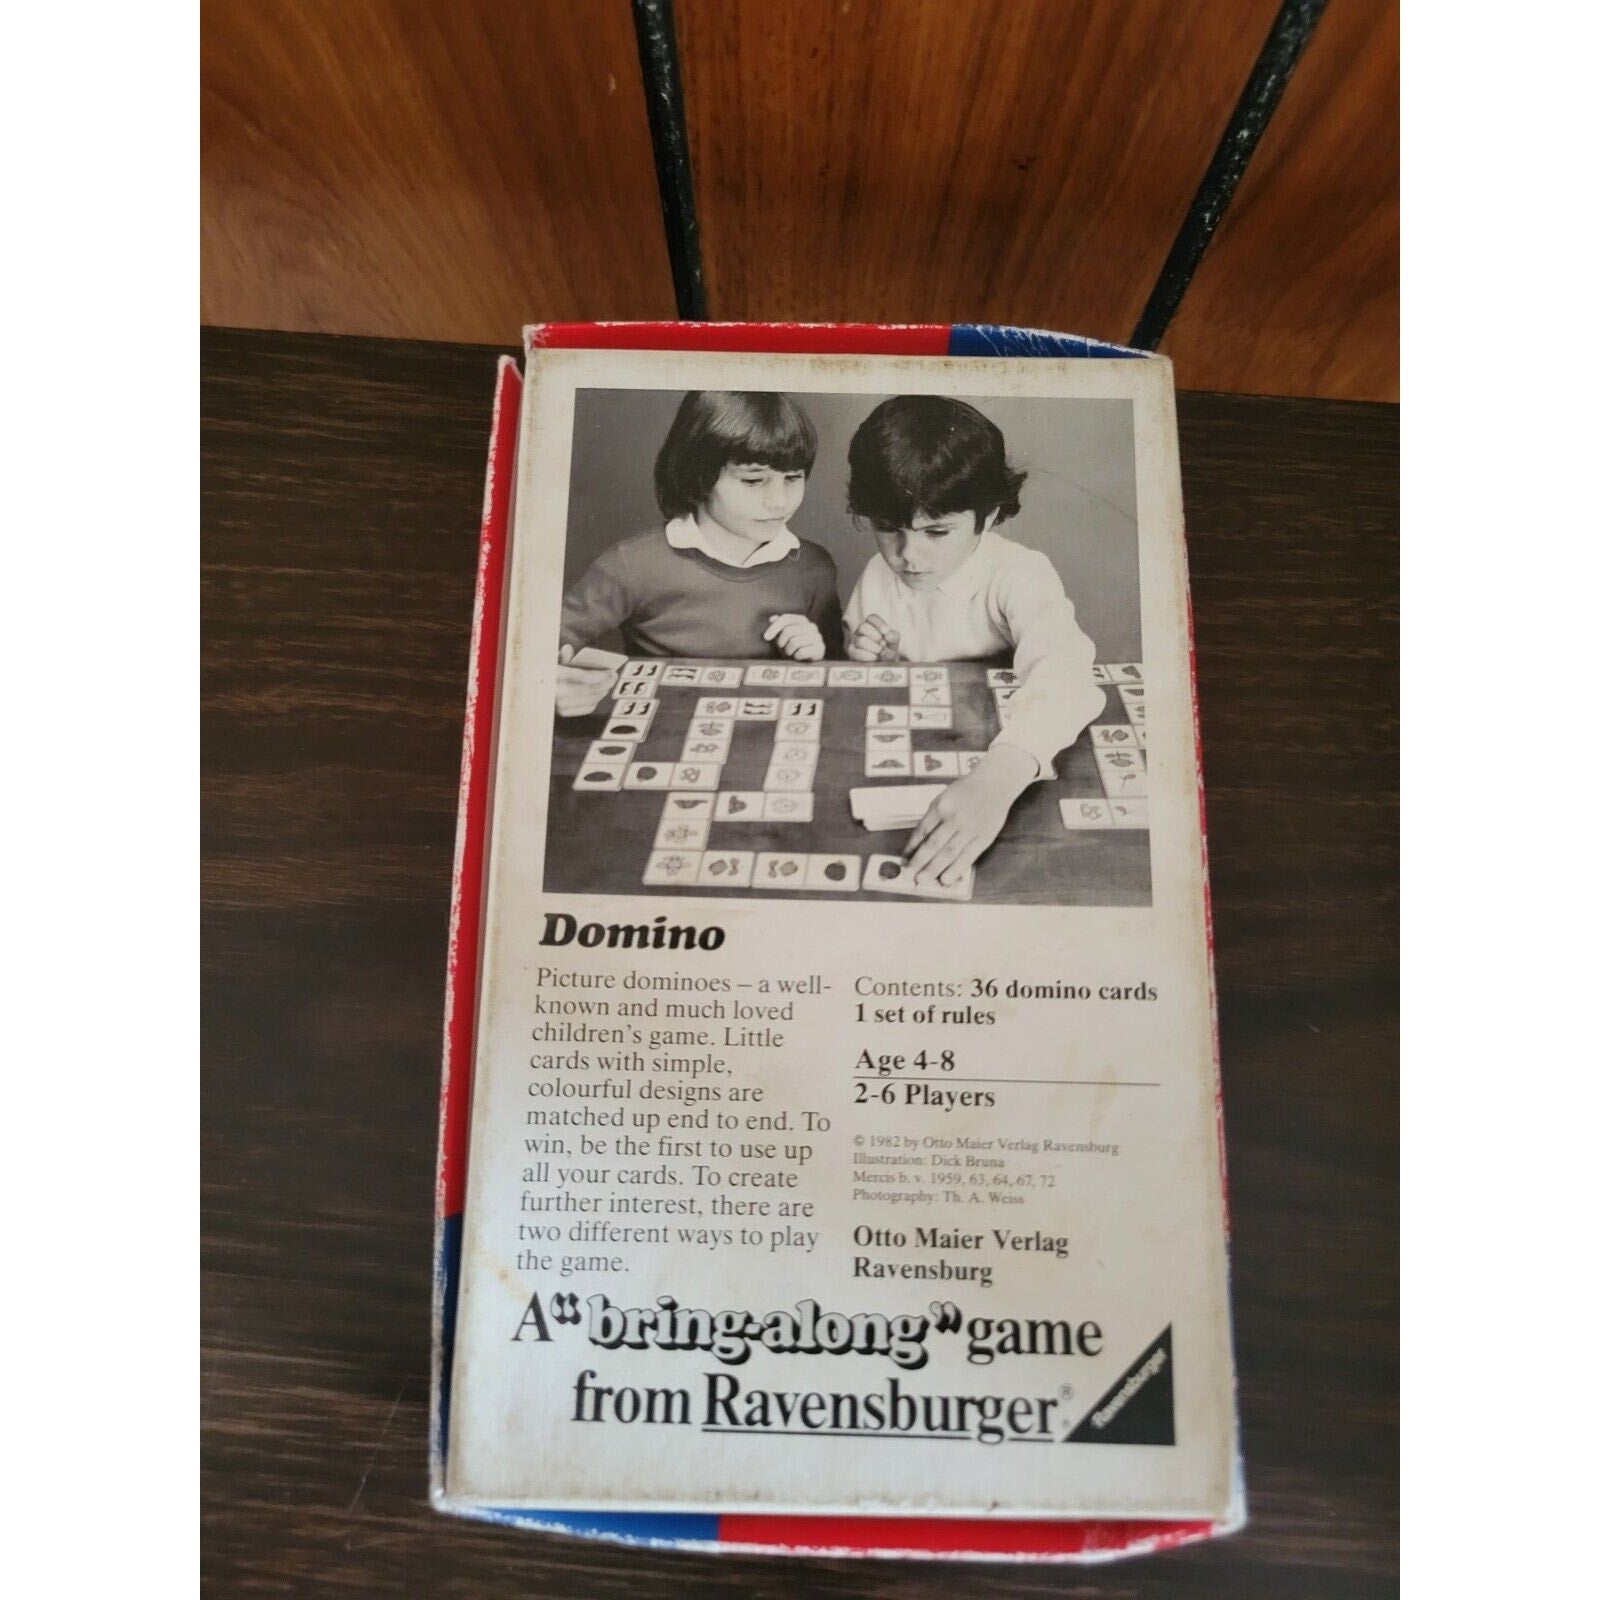 Domino
Picture dominoes – a well-
known and much loved
children's game. Little
cards with simple,
colourful designs are
matched up end to end. To
win, be the first to use up
all your cards. To create
further interest, there are
two different ways to play
the game.
Contents: 36 domino cards
1 set of rules
Age 4-8
2-6 Players
© 1982 by Otto Maier Verlag Ravensburg
Illustration: Dick Bruna
Mercis b. v. 1959, 63, 64, 67, 72
Photography: Th. A. Weiss
Otto Maier Verlag
Ravensburg
A “bring-along” game
from Ravensburger®
Ravensburger